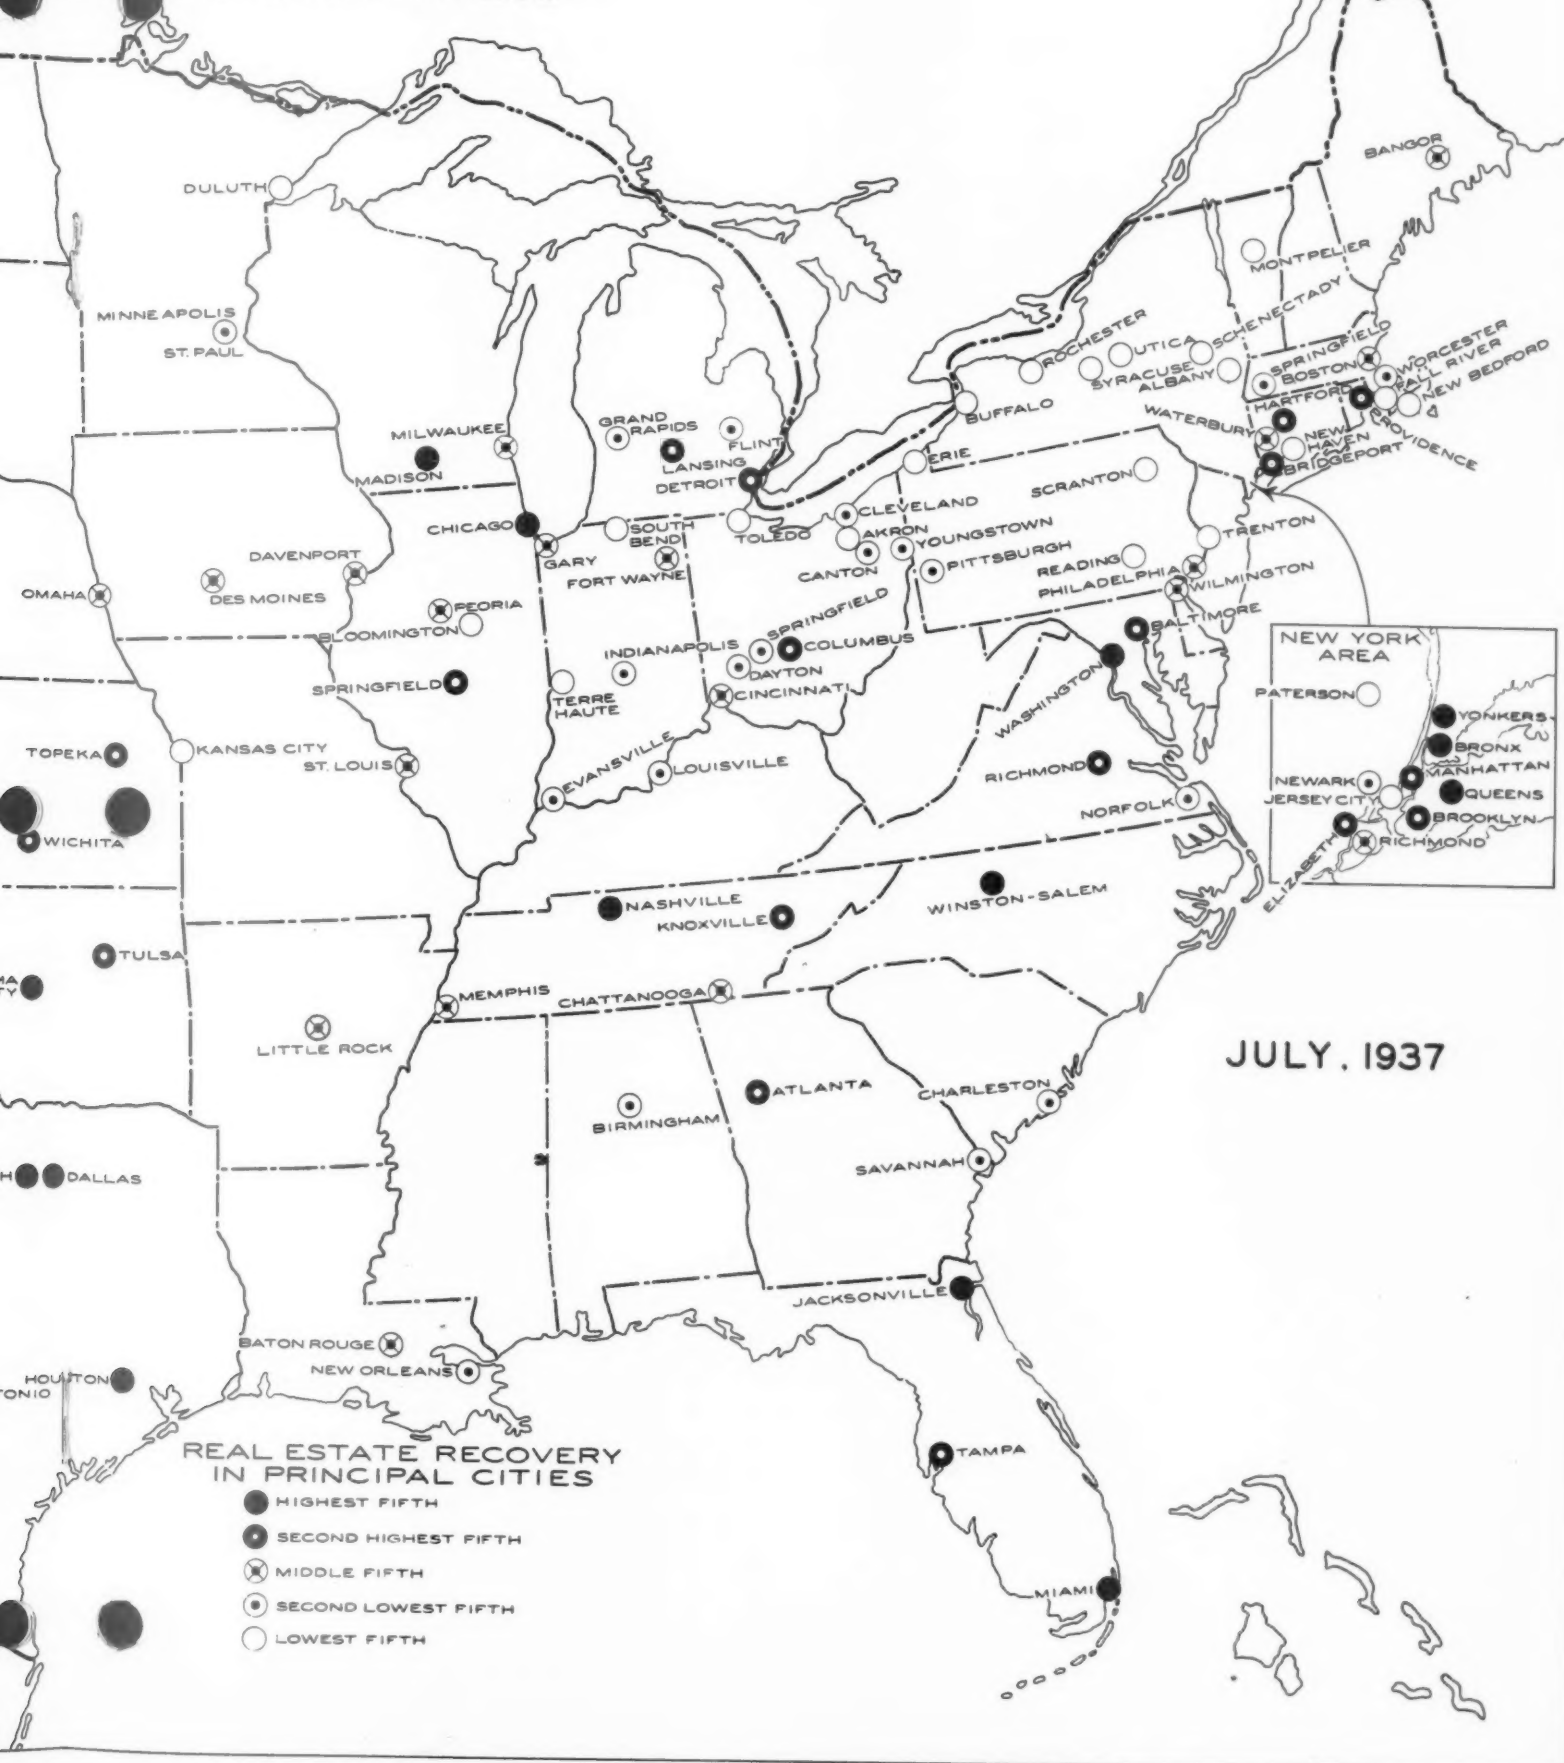 BANGOR
DULUTH
MONTPELIER
MINNEAPOLIS
ST. PAUL
ROCHESTER
UTICA
SCHENECTADY
SYRACUSE
ALBANY
SPRINGFIELD
BOSTON
WORCESTER
FALL RIVER
NEW BEDFORD
HARTFORD
PROVIDENCE
WATERBURY
NEW
HAVEN
BRIDGEPORT
BUFFALO
MILWAUKEE
GRAND
RAPIDS
FLINT
LANSING
DETROIT
MADISON
ERIE
SCRANTON
CHICAGO
SOUTH
BEND
TOLEDO
CLEVELAND
AKRON
YOUNGSTOWN
CANTON
PITTSBURGH
TRENTON
READING
PHILADELPHIA
WILMINGTON
GARY
FORT WAYNE
DAVENPORT
DES MOINES
OMAHA
PEORIA
BLOOMINGTON
INDIANAPOLIS
SPRINGFIELD
COLUMBUS
DAYTON
CINCINNATI
BALTIMORE
WASHINGTON
NEW YORK
AREA
PATERSON
YONKERS
BRONX
MANHATTAN
NEWARK
QUEENS
JERSEY CITY
BROOKLYN
RICHMOND
ELIZABETH
SPRINGFIELD
TERRE
HAUTE
TOPEKA
KANSAS CITY
ST. LOUIS
EVANSVILLE
LOUISVILLE
RICHMOND
NORFOLK
WICHITA
NASHVILLE
KNOXVILLE
WINSTON-SALEM
TULSA
MA
TY
MEMPHIS
CHATTANOOGA
LITTLE ROCK
JULY, 1937
ATLANTA
CHARLESTON
BIRMINGHAM
SAVANNAH
H
DALLAS
JACKSONVILLE
BATON ROUGE
NEW ORLEANS
HOUSTON
TONIO
TAMPA
MIAMI
REAL ESTATE RECOVERY
IN PRINCIPAL CITIES
HIGHEST FIFTH
SECOND HIGHEST FIFTH
MIDDLE FIFTH
SECOND LOWEST FIFTH
LOWEST FIFTH